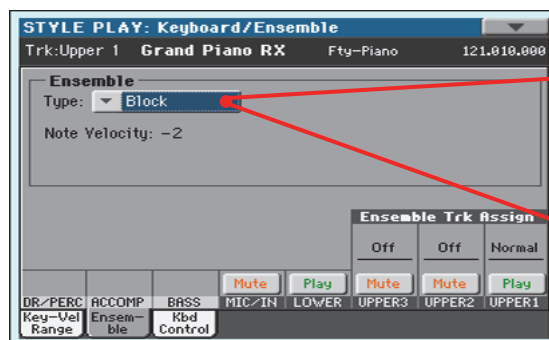 STYLE PLAY: Keyboard/Ensemble
Trk:Upper 1 Grand Piano RX Fty-Piano 121.010.000
Ensemble
Type: Block
Note Velocity: -2
Ensemble Trk Assign
Off Off Normal
Mute Play Mute Mute Play
DR/PERC ACCOMP BASS MIC/IN LOWER UPPER3 UPPER2 UPPER1
Key-Vel Range Ensem-ble Kbd Control